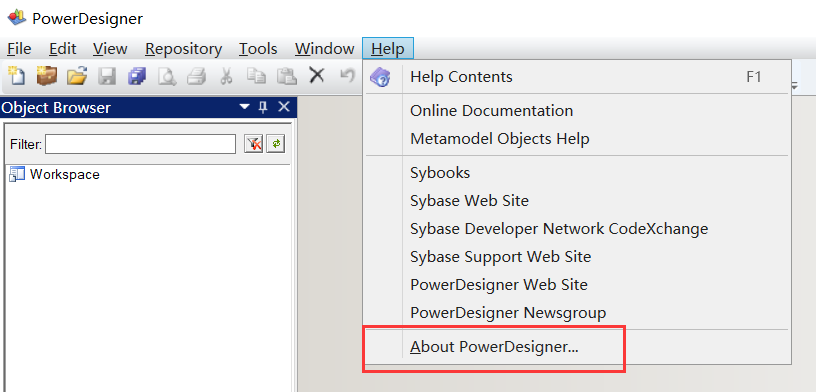 PowerDesigner
File Edit View Repository Tools Window Help
Object Browser
Filter:
Workspace
Help Contents F1
Online Documentation
Metamodel Objects Help
Sybooks
Sybase Web Site
Sybase Developer Network CodeXchange
Sybase Support Web Site
PowerDesigner Web Site
PowerDesigner Newsgroup
About PowerDesigner...